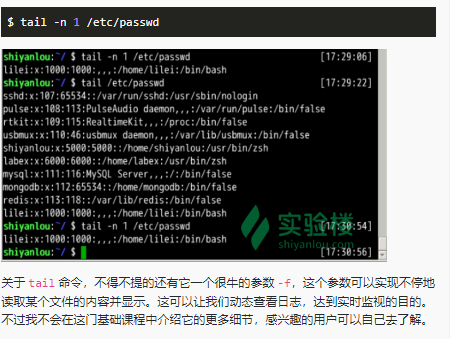 $ tail -n 1 /etc/passwd
shiyanlou:~/ $ tail -n 1 /etc/passwd [17:29:06]
lilei:x:1000:1000:,,,:/home/lilei:/bin/bash
shiyanlou:~/ $ tail /etc/passwd [17:29:22]
sshd:x:107:65534::/var/run/sshd:/usr/sbin/nologin
pulse:x:108:113:PulseAudio daemon,,,:/var/run/pulse:/bin/false
rtkit:x:109:115:RealtimeKit,,,:/proc:/bin/false
usbmux:x:110:46:usbmux daemon,,,:/var/lib/usbmux:/bin/false
shiyanlou:x:5000:5000::/home/shiyanlou:/usr/bin/zsh
labex:x:6000:6000::/home/labex:/usr/bin/zsh
mysql:x:111:116:MySQL Server,,,:/:/bin/false
mongodb:x:112:65534::/home/mongodb:/bin/false
redis:x:113:118::/var/lib/redis:/bin/false
lilei:x:1000:1000:,,,:/home/lilei:/bin/bash
shiyanlou:~/ $ tail -n 1 /etc/passwd [17:30:54]
lilei:x:1000:1000:,,,:/home/lilei:/bin/bash
shiyanlou:~/ $ [17:30:56]
实验楼
shiyanlou.com
关于 tail 命令，不得不提的还有它一个很牛的参数 -f，这个参数可以实现不停地
读取某个文件的内容并显示。这可以让我们动态查看日志，达到实时监视的目的。
不过我不会在这门基础课程中介绍它的更多细节，感兴趣的用户可以自己去了解。